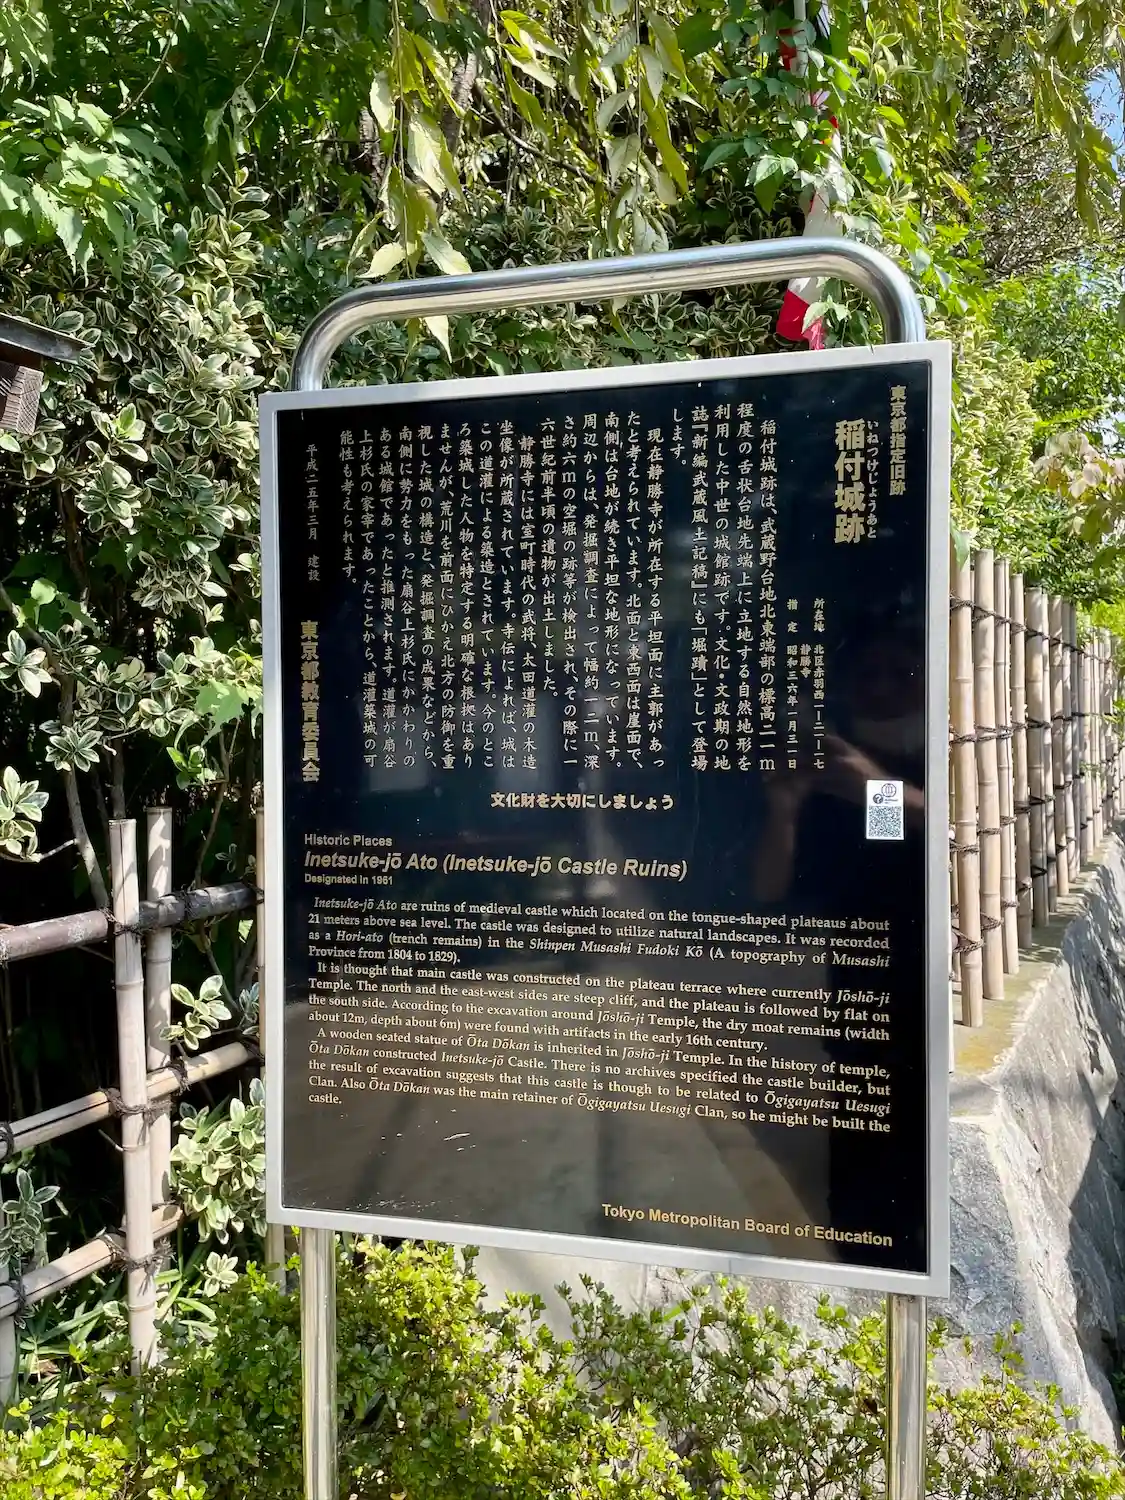 東京都指定旧跡
いねつけじょうあと
稲付城跡
所在地 北区赤羽西一ー二一ー一七
静勝寺
指定 昭和三六年一月三一日
稲付城跡は、武蔵野台地北東端部の標高二一m
程度の舌状台地先端上に立地する自然地形を
利用した中世の城館跡です。文化・文政期の地
誌『新編武蔵風土記稿』にも「堀蹟」として登場
します。
現在静勝寺が所在する平坦面に主郭があっ
たと考えられています。北面と東西面は崖面で、
南側は台地が続き平坦な地形になっています。
周辺からは、発掘調査によって幅約一二m、深
さ約六mの空堀の跡等が検出され、その際に一
六世紀前半頃の遺物が出土しました。
静勝寺には室町時代の武将、太田道灌の木造
坐像が所蔵されています。寺伝によれば、城は
この道灌による築造とされています。今のとこ
ろ築城した人物を特定する明確な根拠はあり
ませんが、荒川を前面にひかえ北方の防御を重
視した城の構造と、発掘調査の成果などから、
南側に勢力をもった扇谷上杉氏にかかわりの
ある城館であったと推測されます。道灌が扇谷
上杉氏の家宰であったことから、道灌築城の可
能性も考えられます。
平成二五年三月 建設
東京都教育委員会
文化財を大切にしましょう
Historic Places
Inetsuke-jō Ato (Inetsuke-jō Castle Ruins)
Designated in 1961
Inetsuke-jō Ato are ruins of medieval castle which located on the tongue-shaped plateaus about
21 meters above sea level. The castle was designed to utilize natural landscapes. It was recorded
as a Hori-ato (trench remains) in the Shinpen Musashi Fudoki Kō (A topography of Musashi
Province from 1804 to 1829).
It is thought that main castle was constructed on the plateau terrace where currently Jōshō-ji
Temple. The north and the east-west sides are steep cliff, and the plateau is followed by flat on
the south side. According to the excavation around Jōshō-ji Temple, the dry moat remains (width
about 12m, depth about 6m) were found with artifacts in the early 16th century.
A wooden seated statue of Ōta Dōkan is inherited in Jōshō-ji Temple. In the history of temple,
Ōta Dōkan constructed Inetsuke-jō Castle. There is no archives specified the castle builder, but
the result of excavation suggests that this castle is though to be related to Ōgigayatsu Uesugi
Clan. Also Ōta Dōkan was the main retainer of Ōgigayatsu Uesugi Clan, so he might be built the
castle.
Tokyo Metropolitan Board of Education